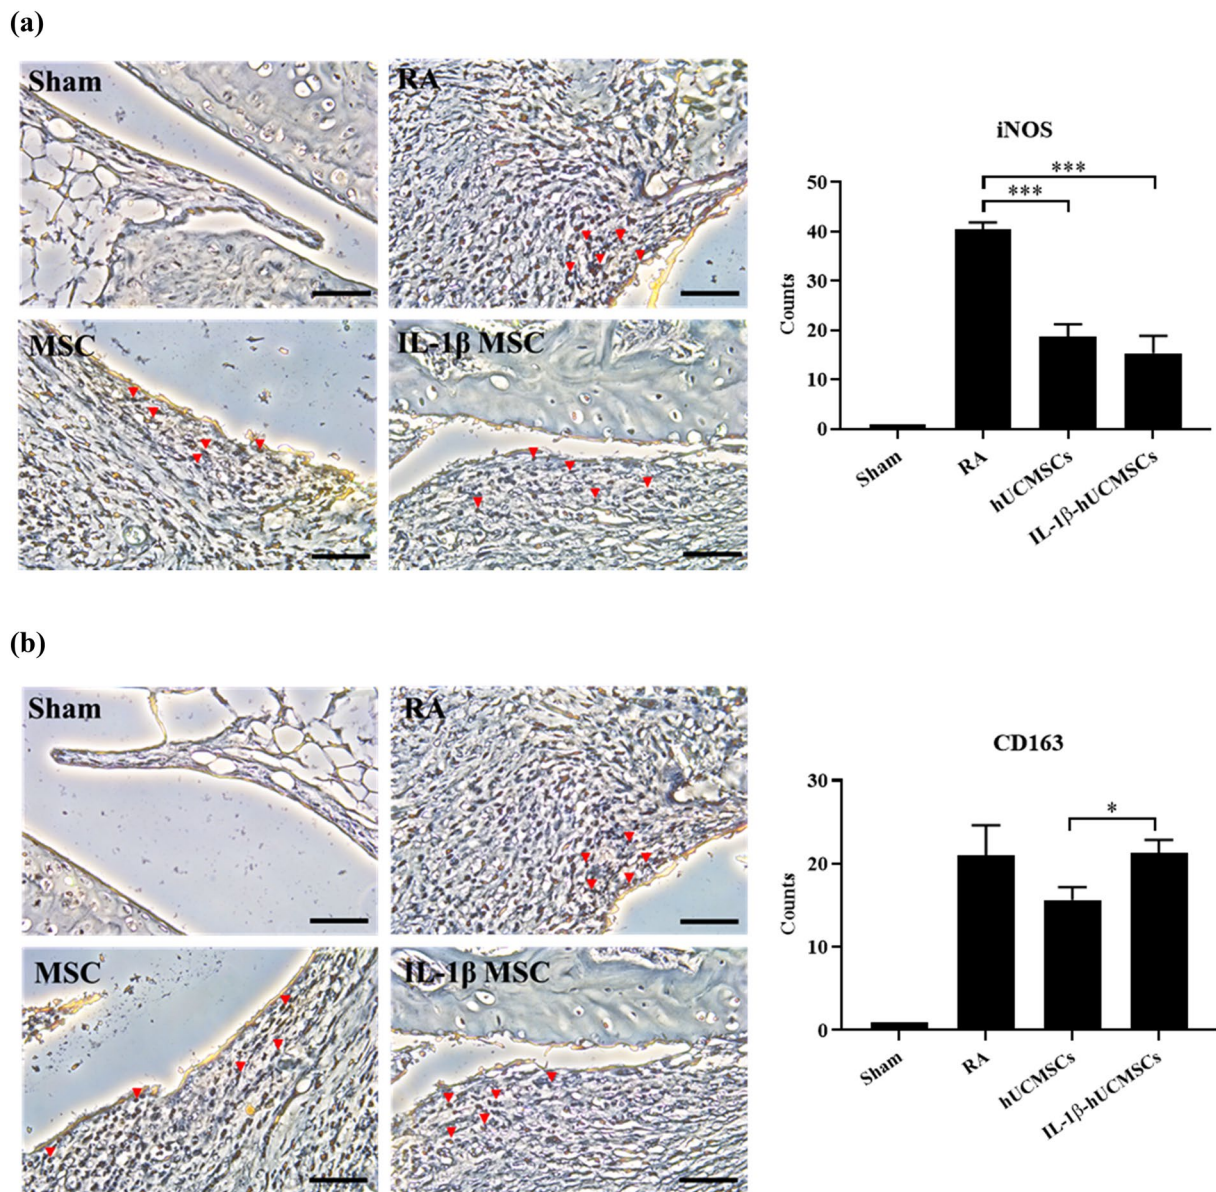 (a)
Sham
RA
MSC
IL-1β MSC
iNOS
***
***
50
40
30
20
10
0
Counts
Sham
RA
hUCMSCs
IL-1β-hUCMSCs
(b)
Sham
RA
MSC
IL-1β MSC
CD163
*
30
20
10
0
Counts
Sham
RA
hUCMSCs
IL-1β-hUCMSCs